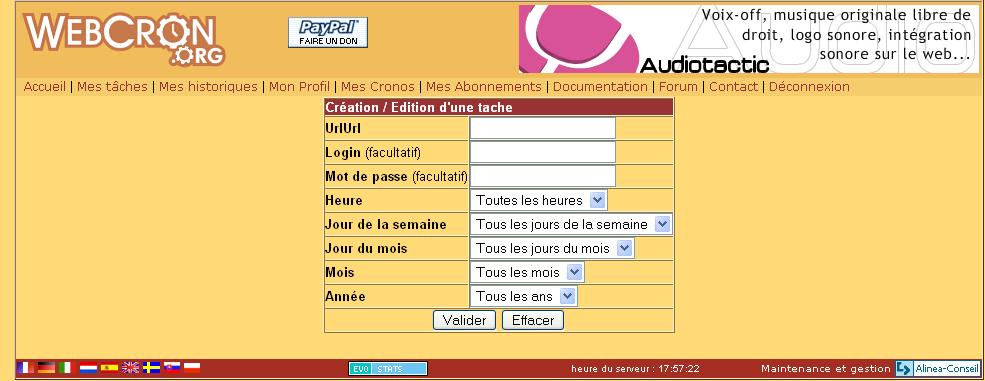 WEBCRON
.ORG
PayPal
FAIRE UN DON
Voix-off, musique originale libre de
droit, logo sonore, intégration
sonore sur le web...
Audio
Audiotactic
Accueil | Mes tâches | Mes historiques | Mon Profil | Mes Cronos | Mes Abonnements | Documentation | Forum | Contact | Déconnexion
Création / Edition d'une tache
UrlUrl
Login (facultatif)
Mot de passe (facultatif)
Heure Toutes les heures
Jour de la semaine Tous les jours de la semaine
Jour du mois Tous les jours du mois
Mois Tous les mois
Année Tous les ans
Valider Effacer
EVO STATS heure du serveur : 17:57:22 Maintenance et gestion Alinea-Conseil